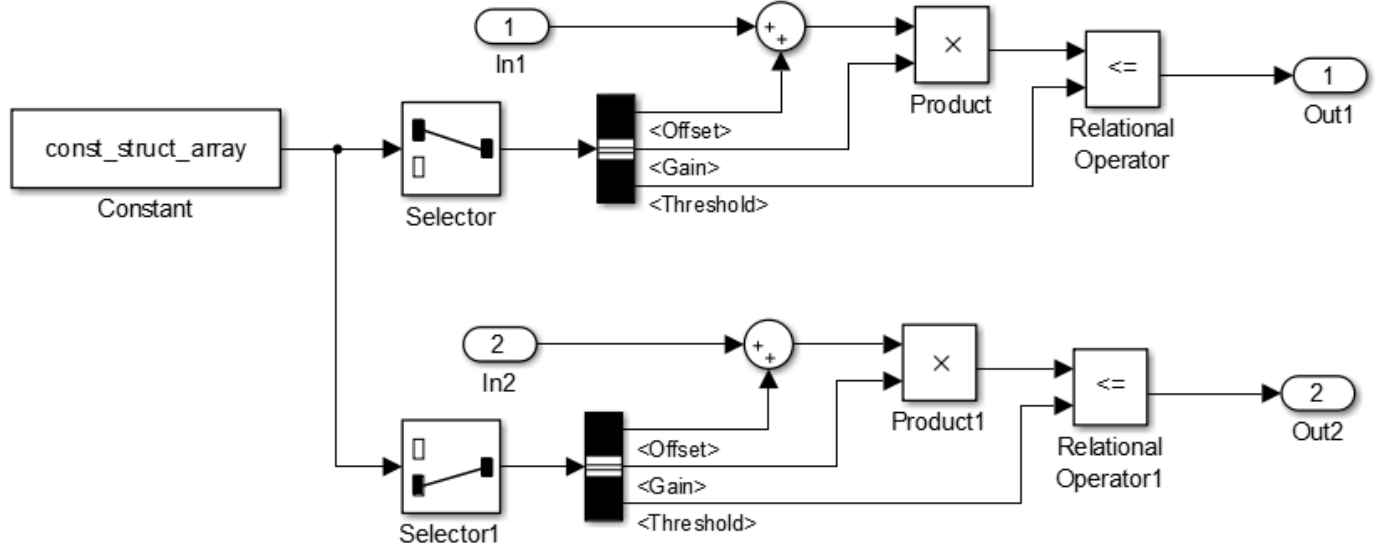 1
In1
+
+
×
Product
<=
Relational
Operator
1
Out1
const_struct_array
Constant
Selector
<Offset>
<Gain>
<Threshold>
2
In2
+
+
×
Product1
<=
Relational
Operator1
2
Out2
Selector1
<Offset>
<Gain>
<Threshold>